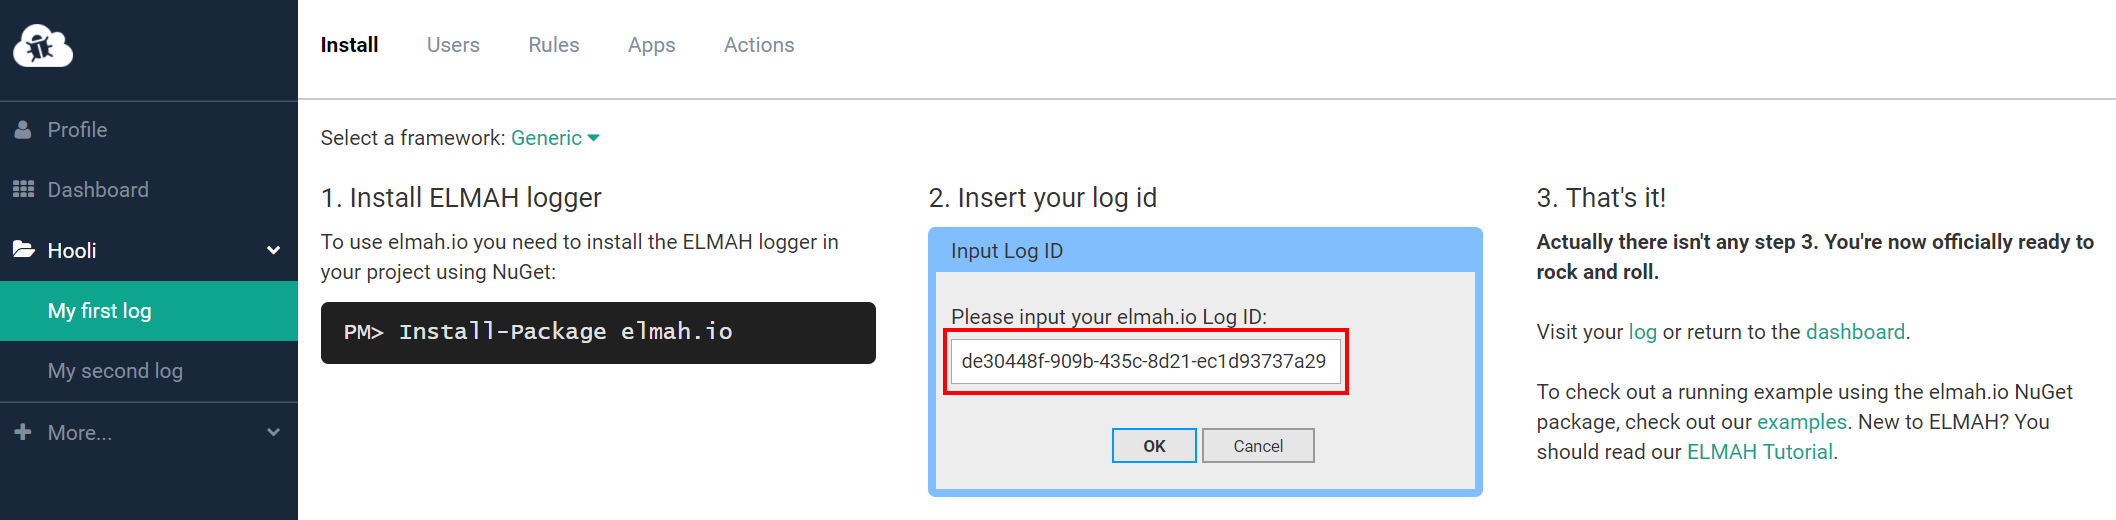 Install Users Rules Apps Actions
Profile
Dashboard
Hooli
My first log
My second log
More...
Select a framework: Generic
1. Install ELMAH logger
To use elmah.io you need to install the ELMAH logger in
your project using NuGet:
PM> Install-Package elmah.io
2. Insert your log id
Input Log ID
Please input your elmah.io Log ID:
de30448f-909b-435c-8d21-ec1d93737a29
OK Cancel
3. That's it!
Actually there isn't any step 3. You're now officially ready to
rock and roll.
Visit your log or return to the dashboard.
To check out a running example using the elmah.io NuGet
package, check out our examples. New to ELMAH? You
should read our ELMAH Tutorial.